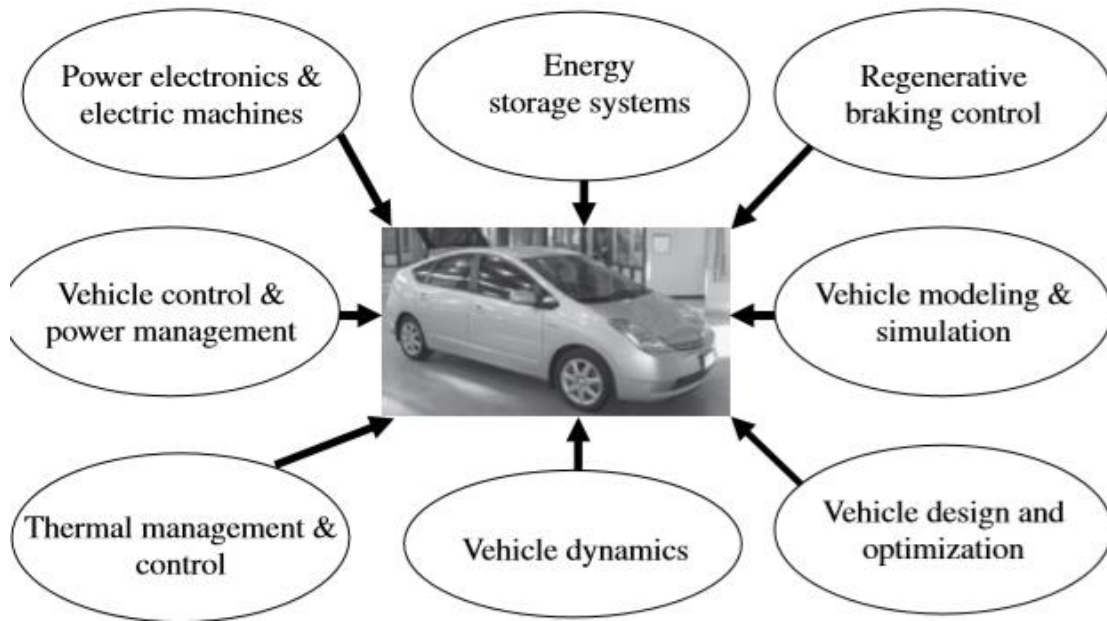 Power electronics &
electric machines
Energy
storage systems
Regenerative
braking control
Vehicle control &
power management
Vehicle modeling &
simulation
Thermal management &
control
Vehicle dynamics
Vehicle design and
optimization